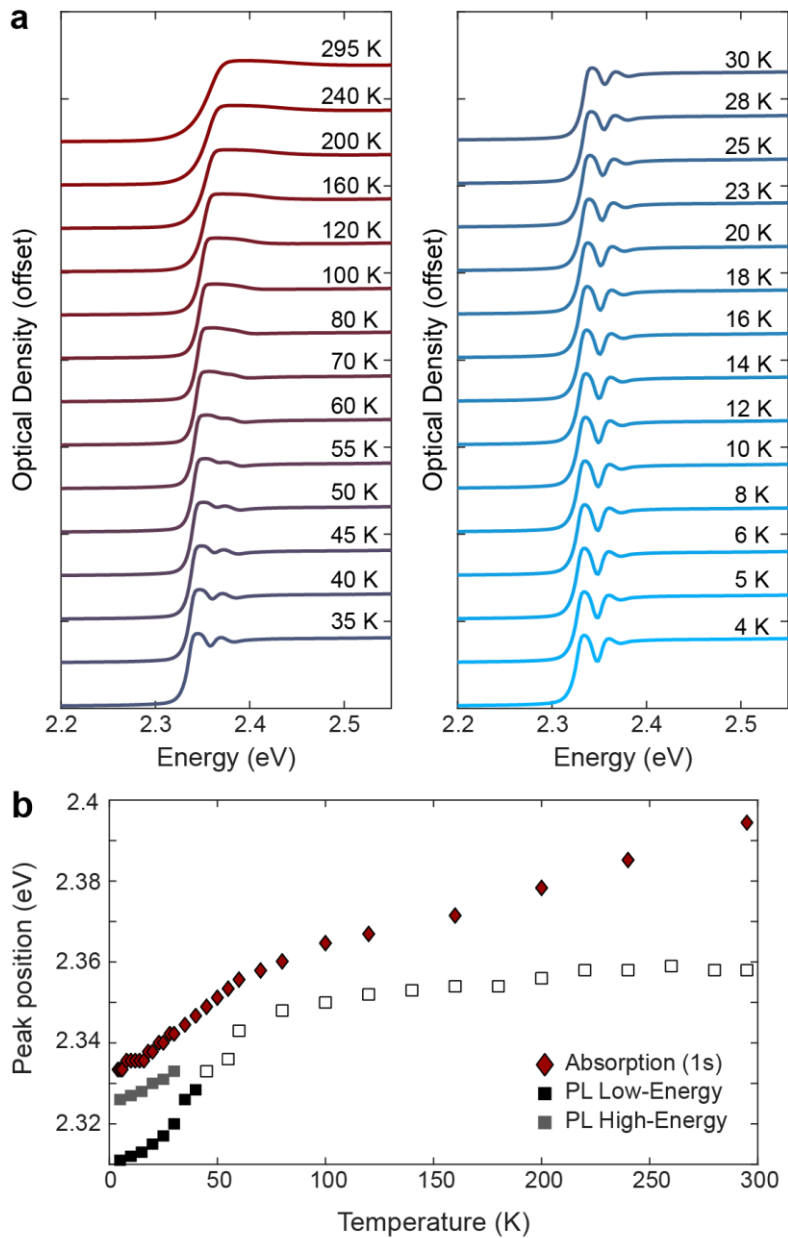 a
295 K
240 K
200 K
160 K
120 K
100 K
80 K
70 K
60 K
55 K
50 K
45 K
40 K
35 K
Optical Density (offset)
2.2 2.3 2.4 2.5
Energy (eV)
30 K
28 K
25 K
23 K
20 K
18 K
16 K
14 K
12 K
10 K
8 K
6 K
5 K
4 K
Optical Density (offset)
2.2 2.3 2.4 2.5
Energy (eV)
b
2.4
2.38
2.36
2.34
2.32
Peak position (eV)
Absorption (1s)
PL Low-Energy
PL High-Energy
0 50 100 150 200 250 300
Temperature (K)